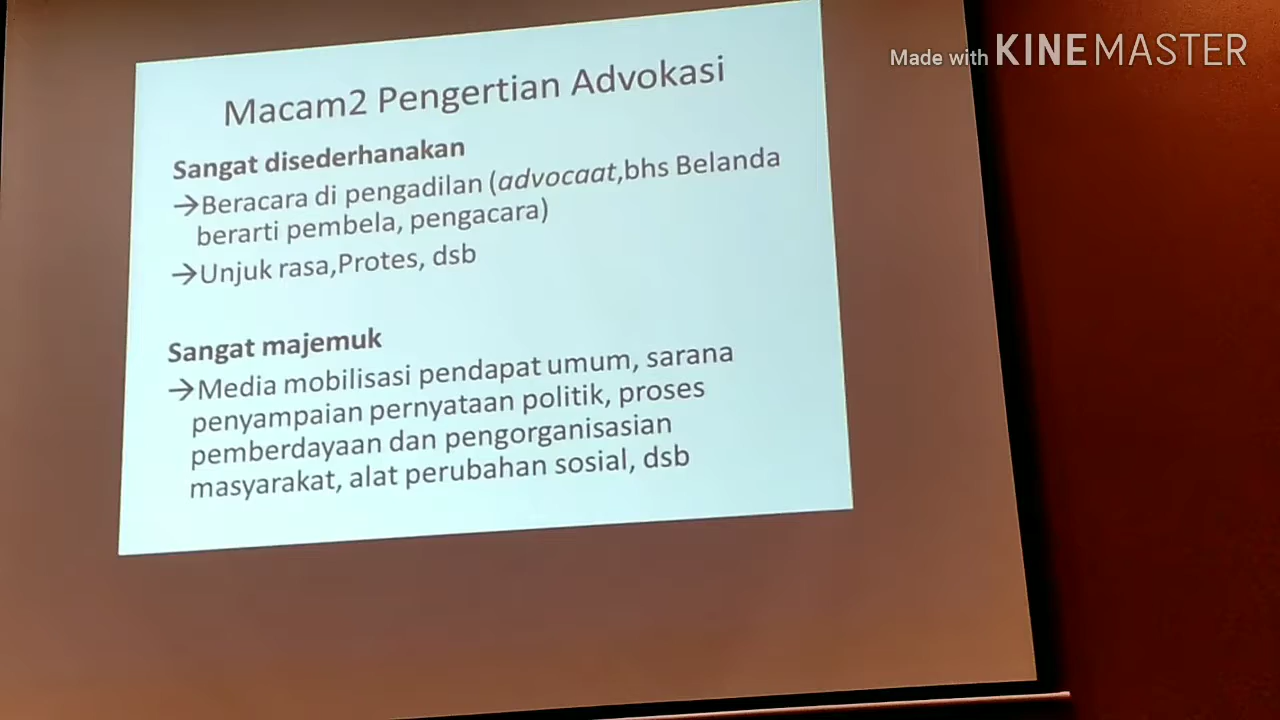 Made with KINEMASTER
Macam2 Pengertian Advokasi
Sangat disederhanakan
→Beracara di pengadilan (advocaat,bhs Belanda
berarti pembela, pengacara)
→Unjuk rasa,Protes, dsb
Sangat majemuk
→Media mobilisasi pendapat umum, sarana
penyampaian pernyataan politik, proses
pemberdayaan dan pengorganisasian
masyarakat, alat perubahan sosial, dsb